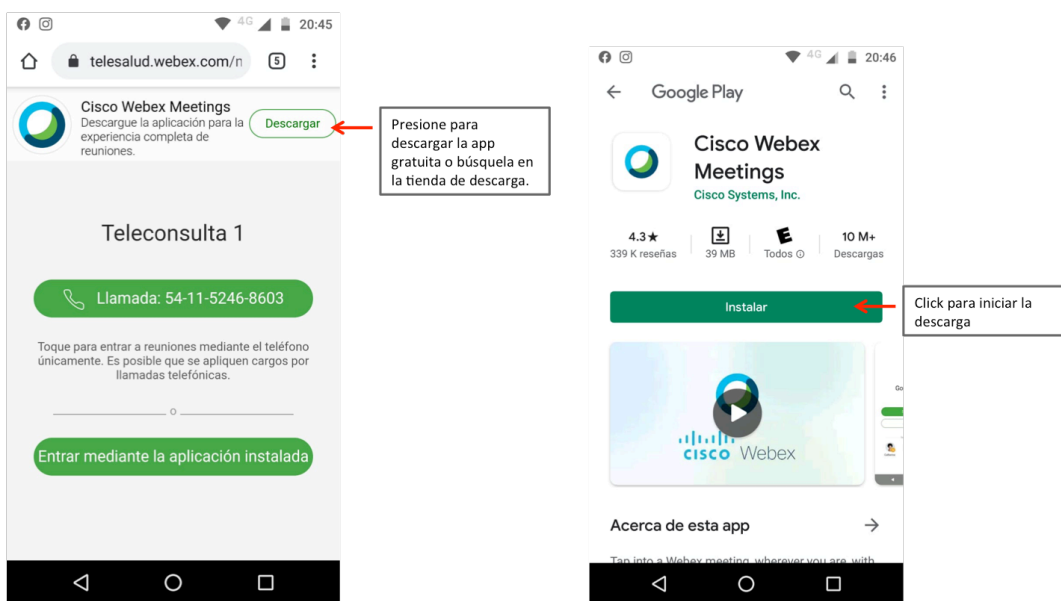 4G 20:45
telesalud.webex.com/n 5
Cisco Webex Meetings
Descargue la aplicación para la
experiencia completa de
reuniones.
Descargar
Teleconsulta 1
Llamada: 54-11-5246-8603
Toque para entrar a reuniones mediante el teléfono
únicamente. Es posible que se apliquen cargos por
llamadas telefónicas.
o
Entrar mediante la aplicación instalada
Presione para
descargar la app
gratuita o búsquela en
la tienda de descarga.
4G 20:46
Google Play
Cisco Webex
Meetings
Cisco Systems, Inc.
4.3★
339 K reseñas
39 MB
E
Todos
10 M+
Descargas
Instalar
Click para iniciar la
descarga
CISCO Webex
Go
Acerca de esta app
Tap into a Webex meeting, wherever you are, with